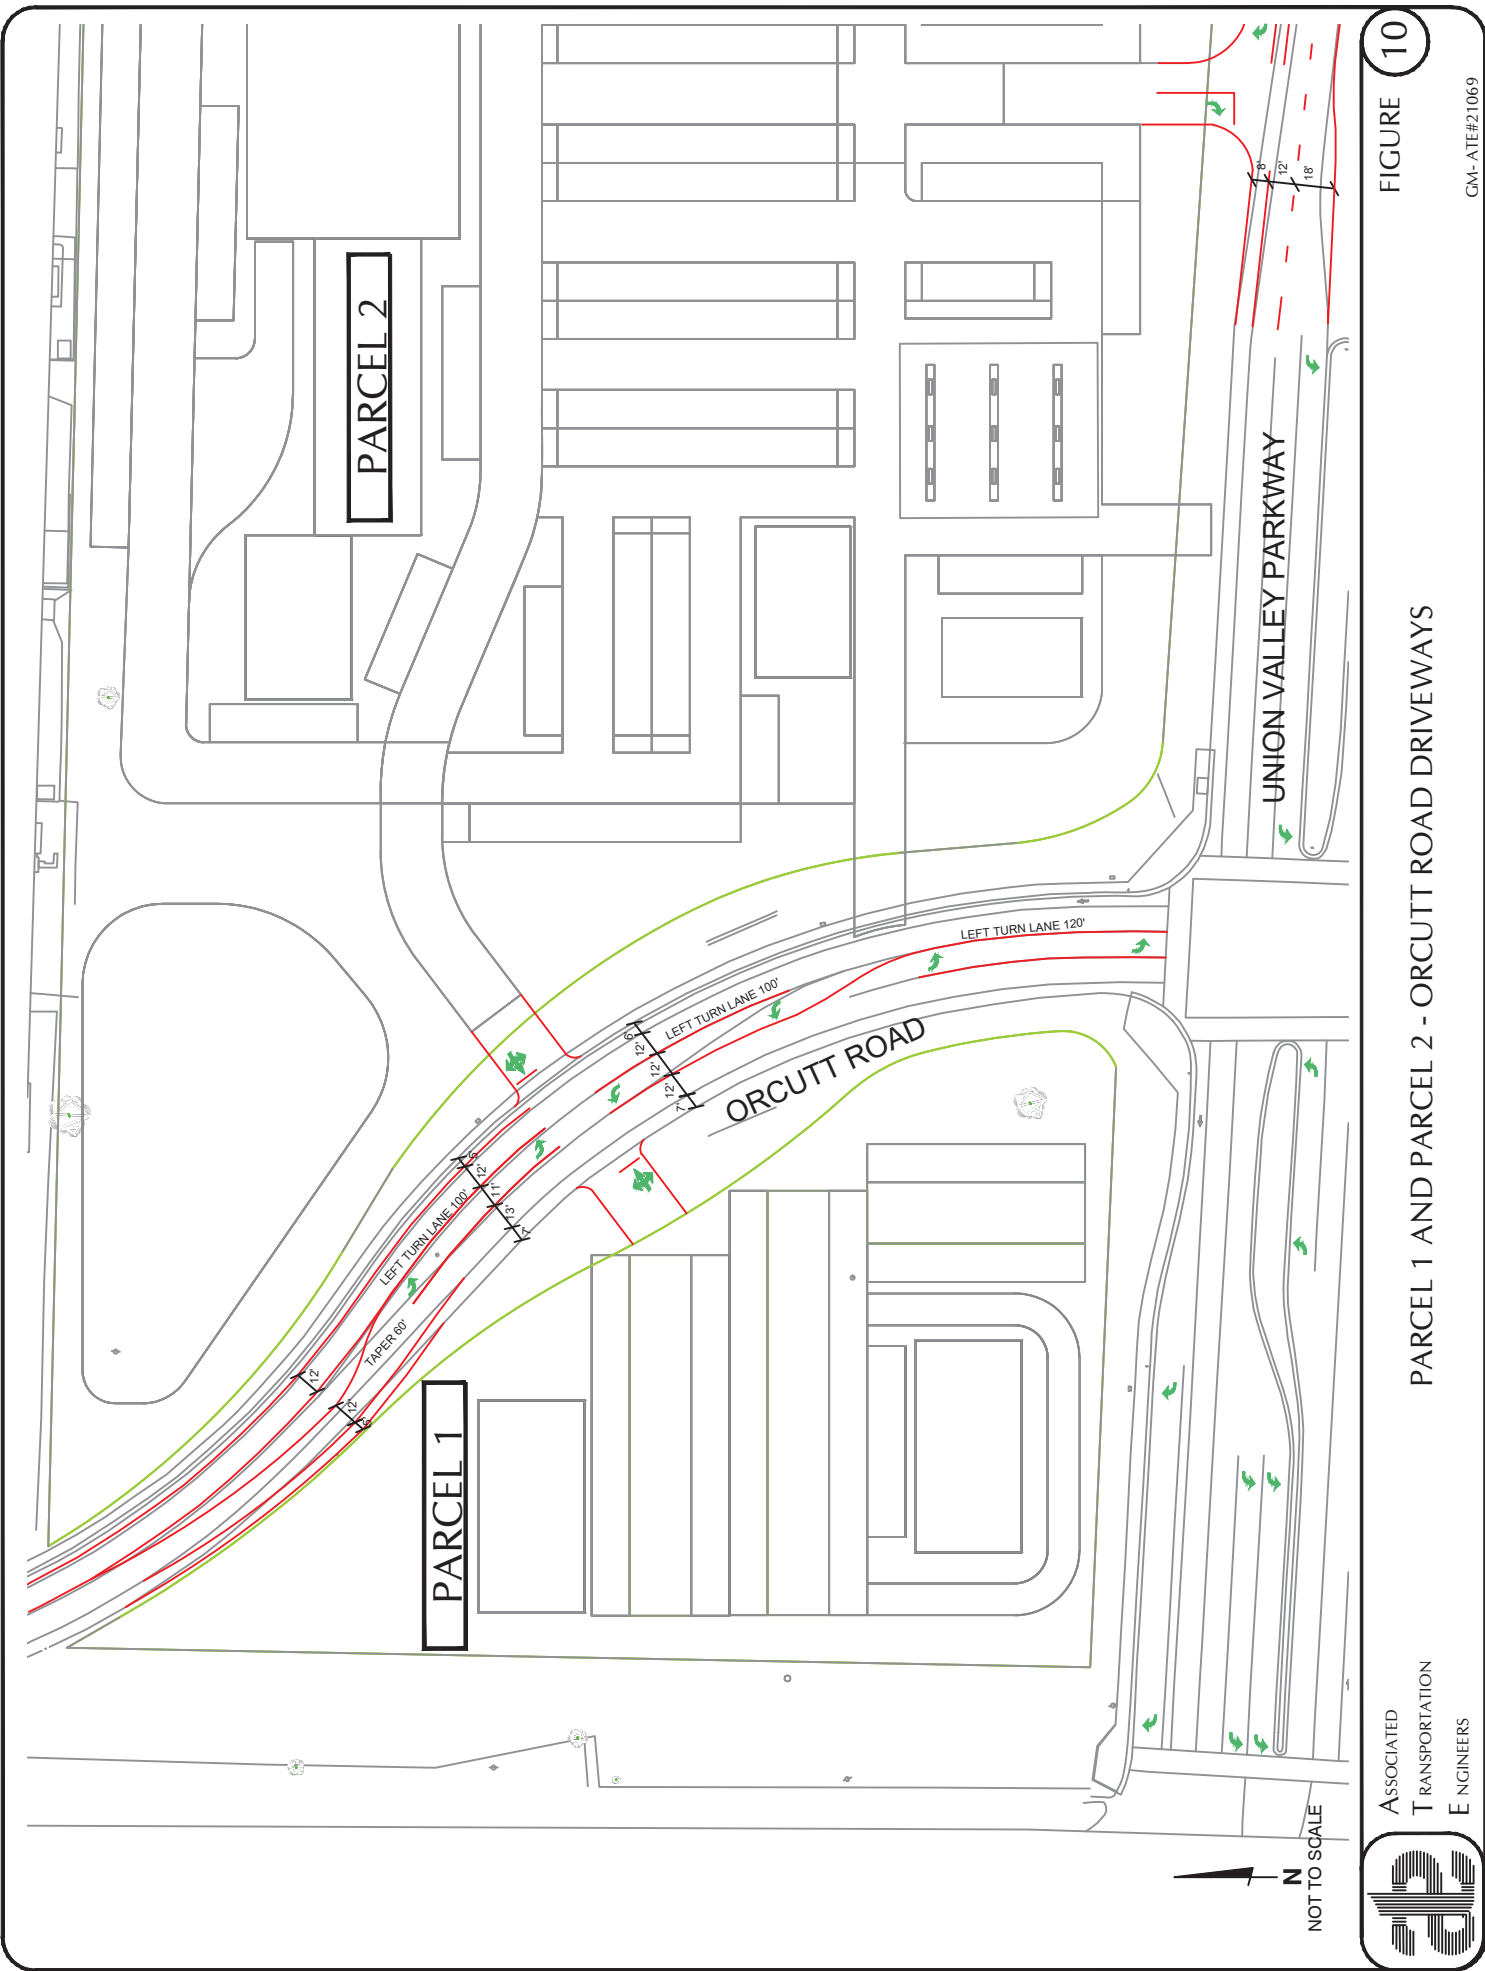 PARCEL 2
PARCEL 1
UNION VALLEY PARKWAY
ORCUTT ROAD
LEFT TURN LANE 100'
TAPER 60'
LEFT TURN LANE 100'
LEFT TURN LANE 120'
12'
12'
5'
5'
12'
11'
13'
7'
6'
12'
12'
12'
7'
8'
12'
18'
N
NOT TO SCALE
ASSOCIATED
TRANSPORTATION
ENGINEERS
PARCEL 1 AND PARCEL 2 - ORCUTT ROAD DRIVEWAYS
FIGURE
10
GM- ATE#21069